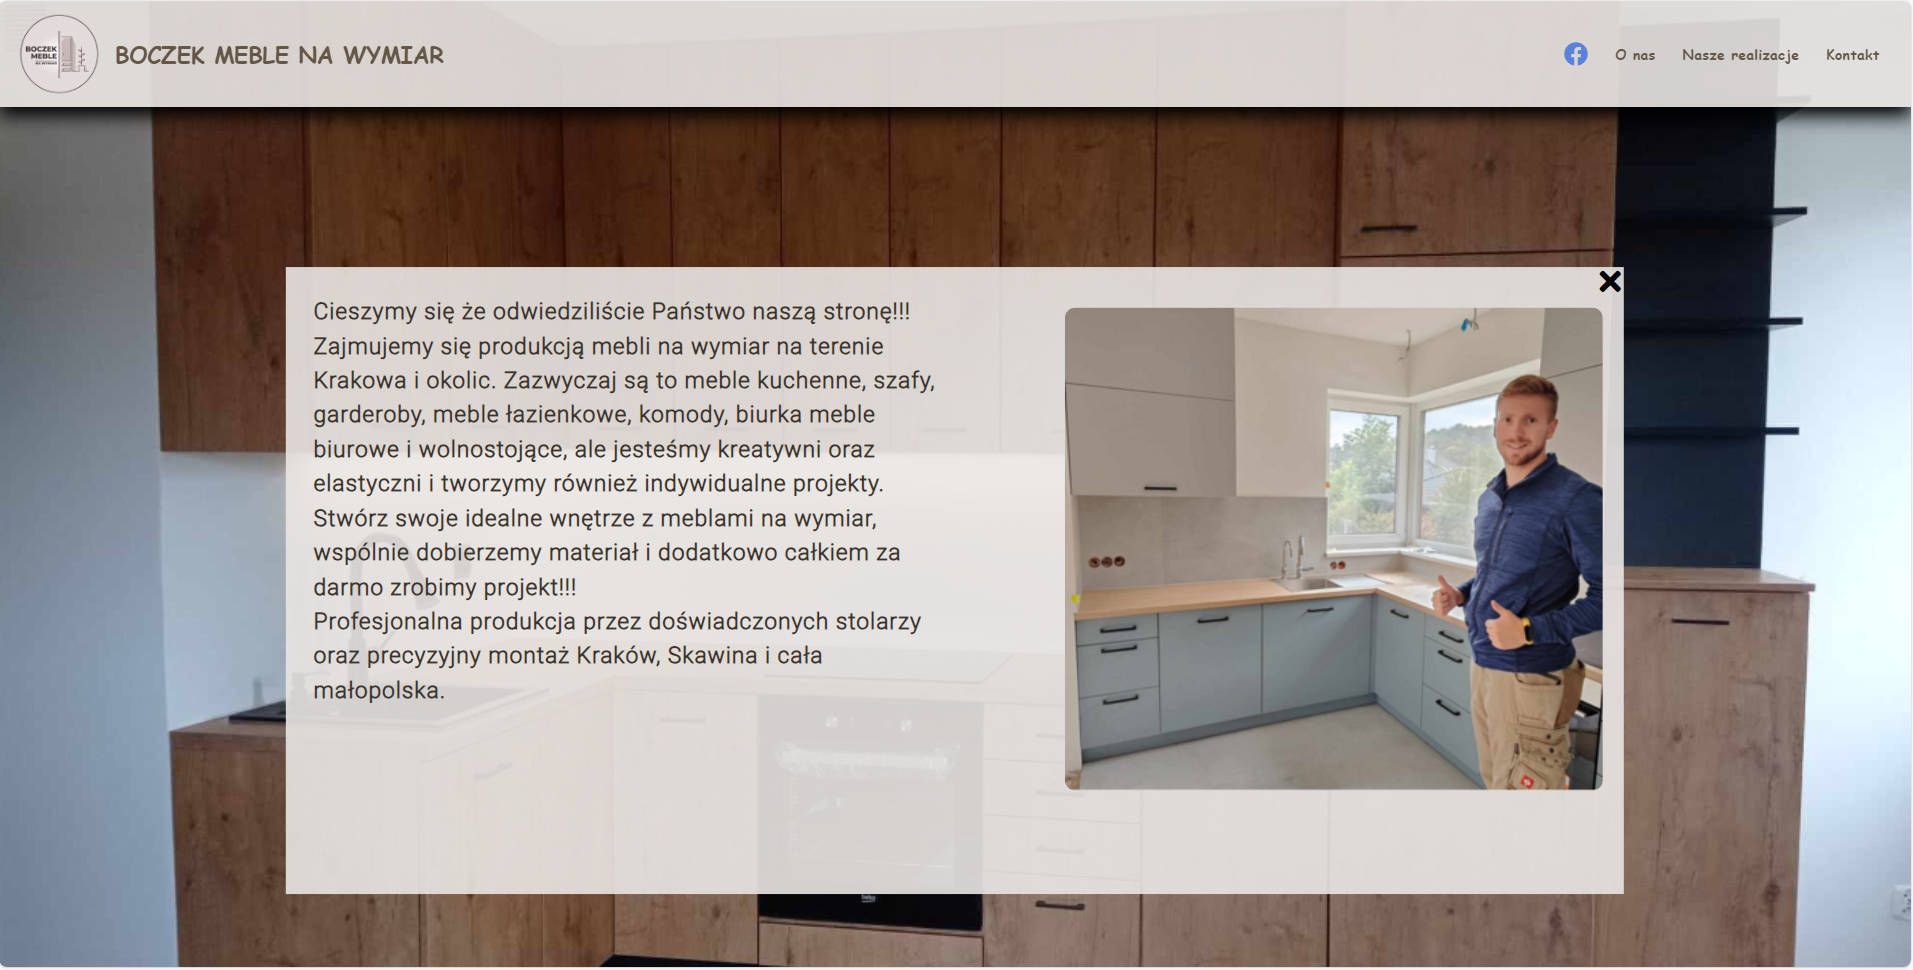 BOCZEK
MEBLE
NA WYMIAR
BOCZEK MEBLE NA WYMIAR
O nas
Nasze realizacje
Kontakt
Cieszymy się że odwiedziliście Państwo naszą stronę!!!
Zajmujemy się produkcją mebli na wymiar na terenie
Krakowa i okolic. Zazwyczaj są to meble kuchenne, szafy,
garderoby, meble łazienkowe, komody, biurka meble
biurowe i wolnostojące, ale jesteśmy kreatywni oraz
elastyczni i tworzymy również indywidualne projekty.
Stwórz swoje idealne wnętrze z meblami na wymiar,
wspólnie dobierzemy materiał i dodatkowo całkiem za
darmo zrobimy projekt!!!
Profesjonalna produkcja przez doświadczonych stolarzy
oraz precyzyjny montaż Kraków, Skawina i cała
małopolska.
beko